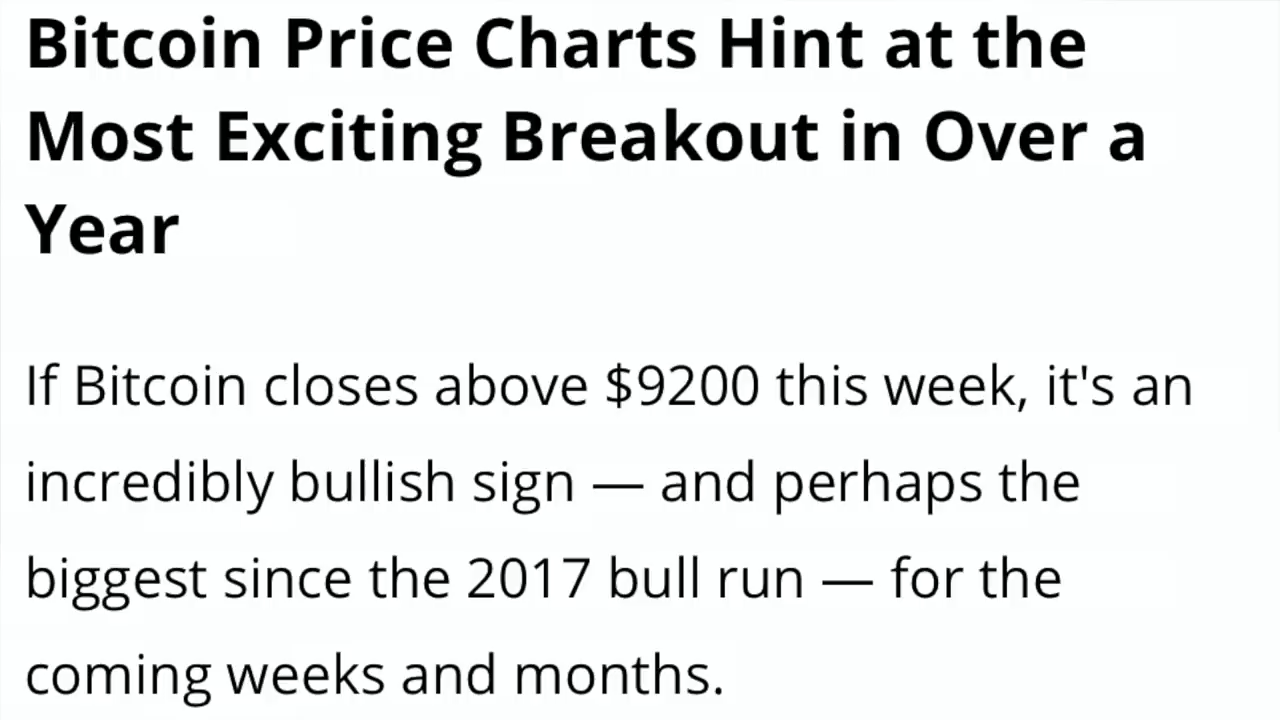 Bitcoin Price Charts Hint at the
Most Exciting Breakout in Over a
Year
If Bitcoin closes above $9200 this week, it's an
incredibly bullish sign — and perhaps the
biggest since the 2017 bull run — for the
coming weeks and months.